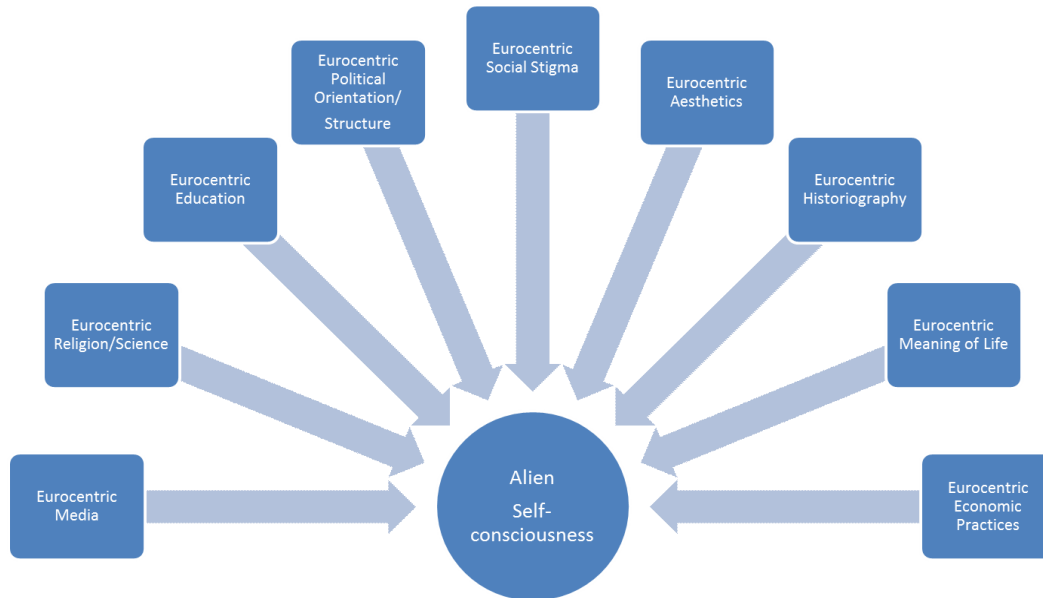 Eurocentric
Media
Eurocentric
Religion/Science
Eurocentric
Education
Eurocentric
Political
Orientation/
Structure
Eurocentric
Social Stigma
Eurocentric
Aesthetics
Eurocentric
Historiography
Eurocentric
Meaning of Life
Eurocentric
Economic
Practices
Alien
Self-
consciousness